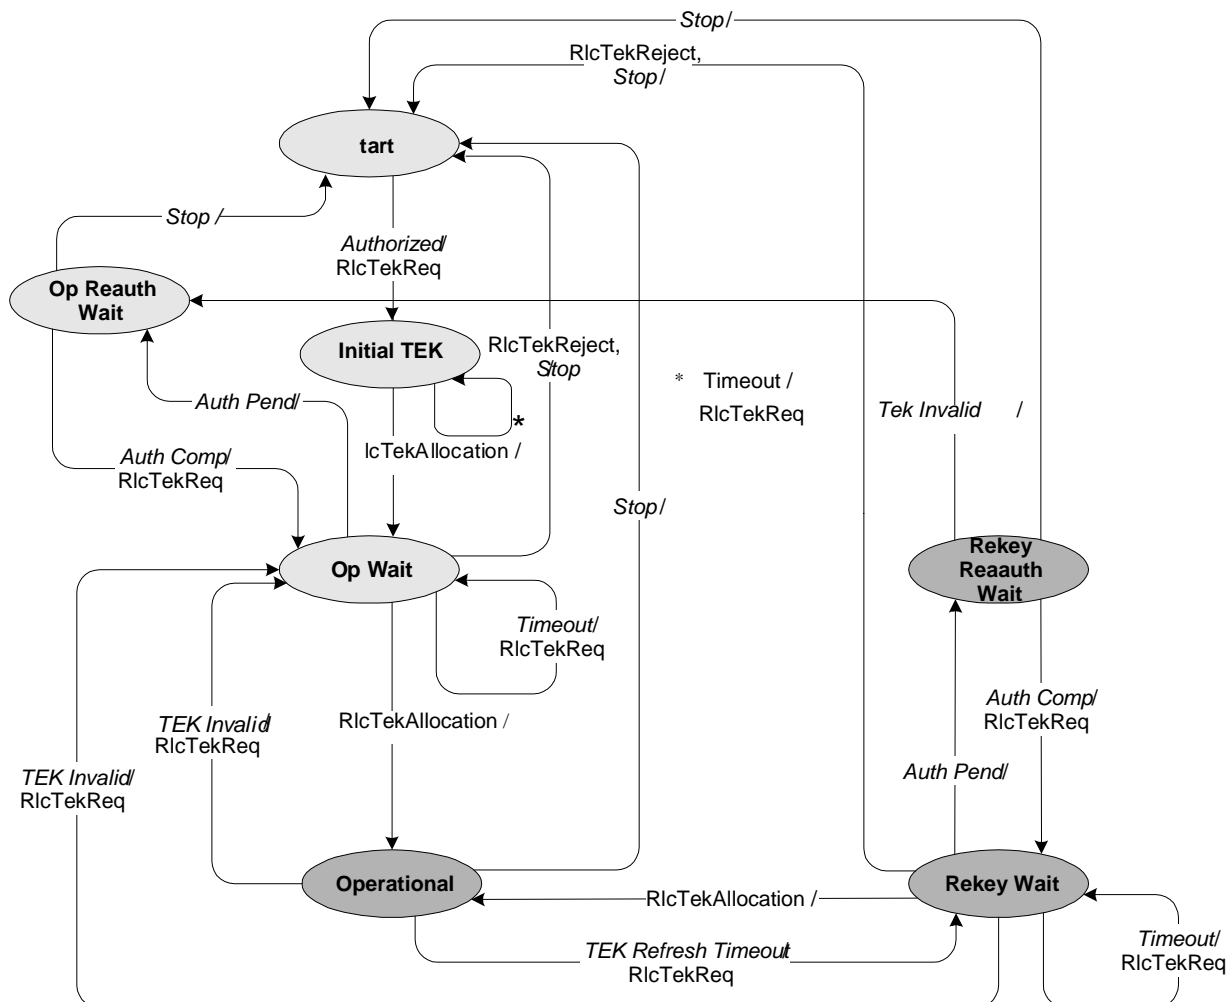 Stop/
RlcTekReject,
Stop/
tart
Stop /
Authorized/
RlcTekReq
Op Reauth
Wait
Initial TEK
RlcTekReject,
Stop/
* Timeout /
RlcTekReq
Auth Pend/
*
Tek Invalid /
lcTekAllocation /
Auth Comp/
RlcTekReq
Stop/
Op Wait
Rekey
Reaauth
Wait
Timeout/
RlcTekReq
TEK Invalid/
RlcTekReq
RlcTekAllocation /
Auth Comp/
RlcTekReq
TEK Invalid/
RlcTekReq
Auth Pend/
Operational
Rekey Wait
RlcTekAllocation /
TEK Refresh Timeout/
RlcTekReq
Timeout/
RlcTekReq